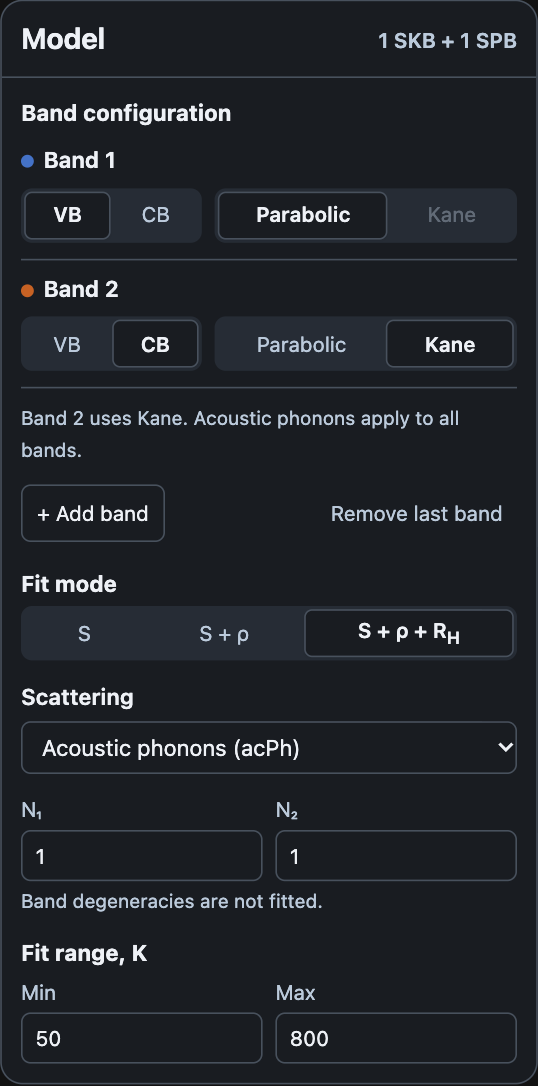 Model
1 SKB + 1 SPB
Band configuration
Band 1
VB CB Parabolic Kane
Band 2
VB CB Parabolic Kane
Band 2 uses Kane. Acoustic phonons apply to all
bands.
+ Add band Remove last band
Fit mode
S S + ρ S + ρ + R_H
Scattering
Acoustic phonons (acPh)
N₁ N₂
1 1
Band degeneracies are not fitted.
Fit range, K
Min Max
50 800